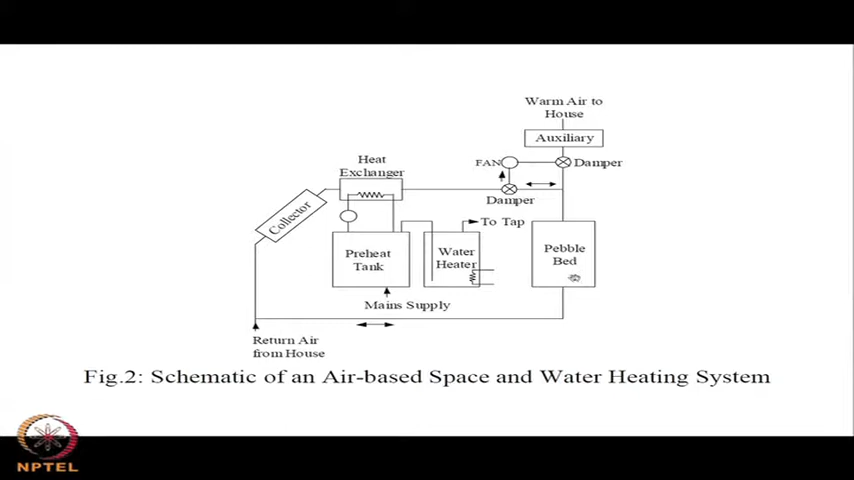 Warm Air to
House
Auxiliary
FAN
Damper
Heat
Exchanger
Damper
Collector
To Tap
Preheat
Tank
Water
Heater
Pebble
Bed
Mains Supply
Return Air
from House
Fig.2: Schematic of an Air-based Space and Water Heating System
NPTEL